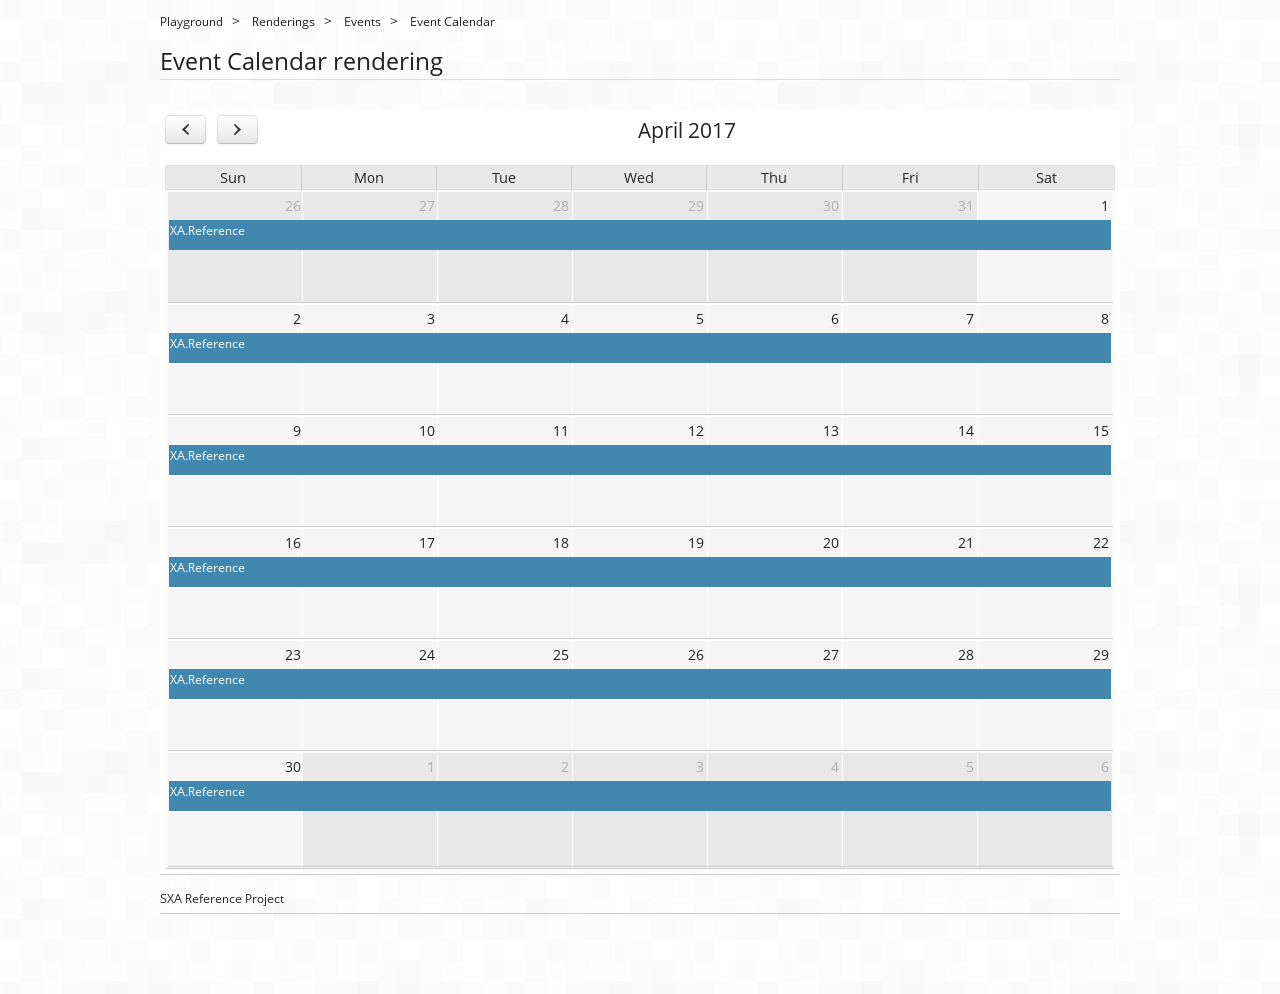 Playground > Renderings > Events > Event Calendar
Event Calendar rendering
April 2017
Sun Mon Tue Wed Thu Fri Sat
26 27 28 29 30 31 1
XA.Reference
2 3 4 5 6 7 8
XA.Reference
9 10 11 12 13 14 15
XA.Reference
16 17 18 19 20 21 22
XA.Reference
23 24 25 26 27 28 29
XA.Reference
30 1 2 3 4 5 6
XA.Reference
SXA Reference Project